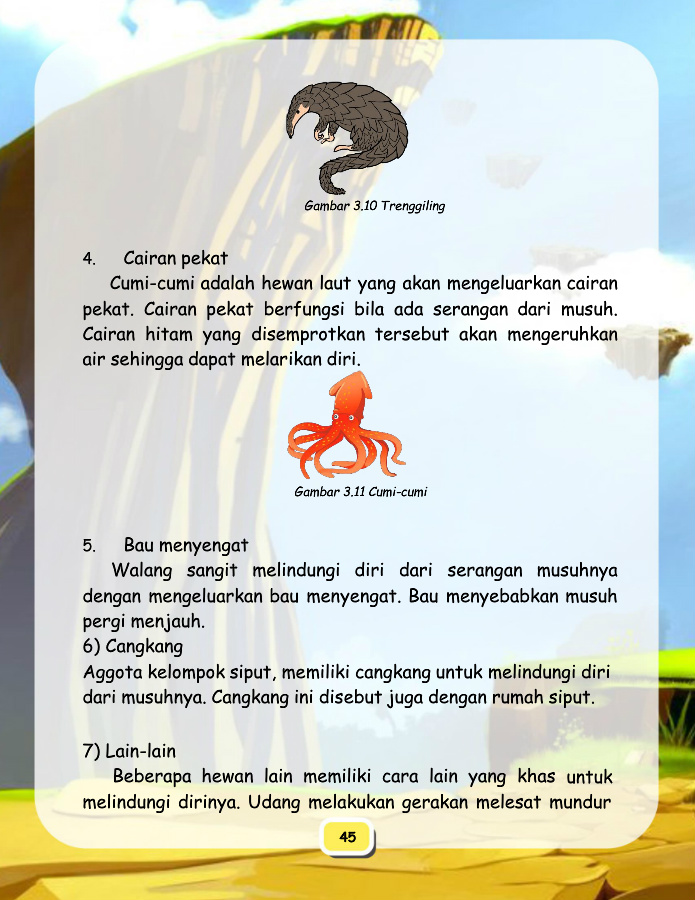 Gambar 3.10 Trenggiling
4. Cairan pekat
Cumi-cumi adalah hewan laut yang akan mengeluarkan cairan
pekat. Cairan pekat berfungsi bila ada serangan dari musuh.
Cairan hitam yang disemprotkan tersebut akan mengeruhkan
air sehingga dapat melarikan diri.
Gambar 3.11 Cumi-cumi
5. Bau menyengat
Walang sangit melindungi diri dari serangan musuhnya
dengan mengeluarkan bau menyengat. Bau menyebabkan musuh
pergi menjauh.
6) Cangkang
Aggota kelompok siput, memiliki cangkang untuk melindungi diri
dari musuhnya. Cangkang ini disebut juga dengan rumah siput.
7) Lain-lain
Beberapa hewan lain memiliki cara lain yang khas untuk
melindungi dirinya. Udang melakukan gerakan melesat mundur
45